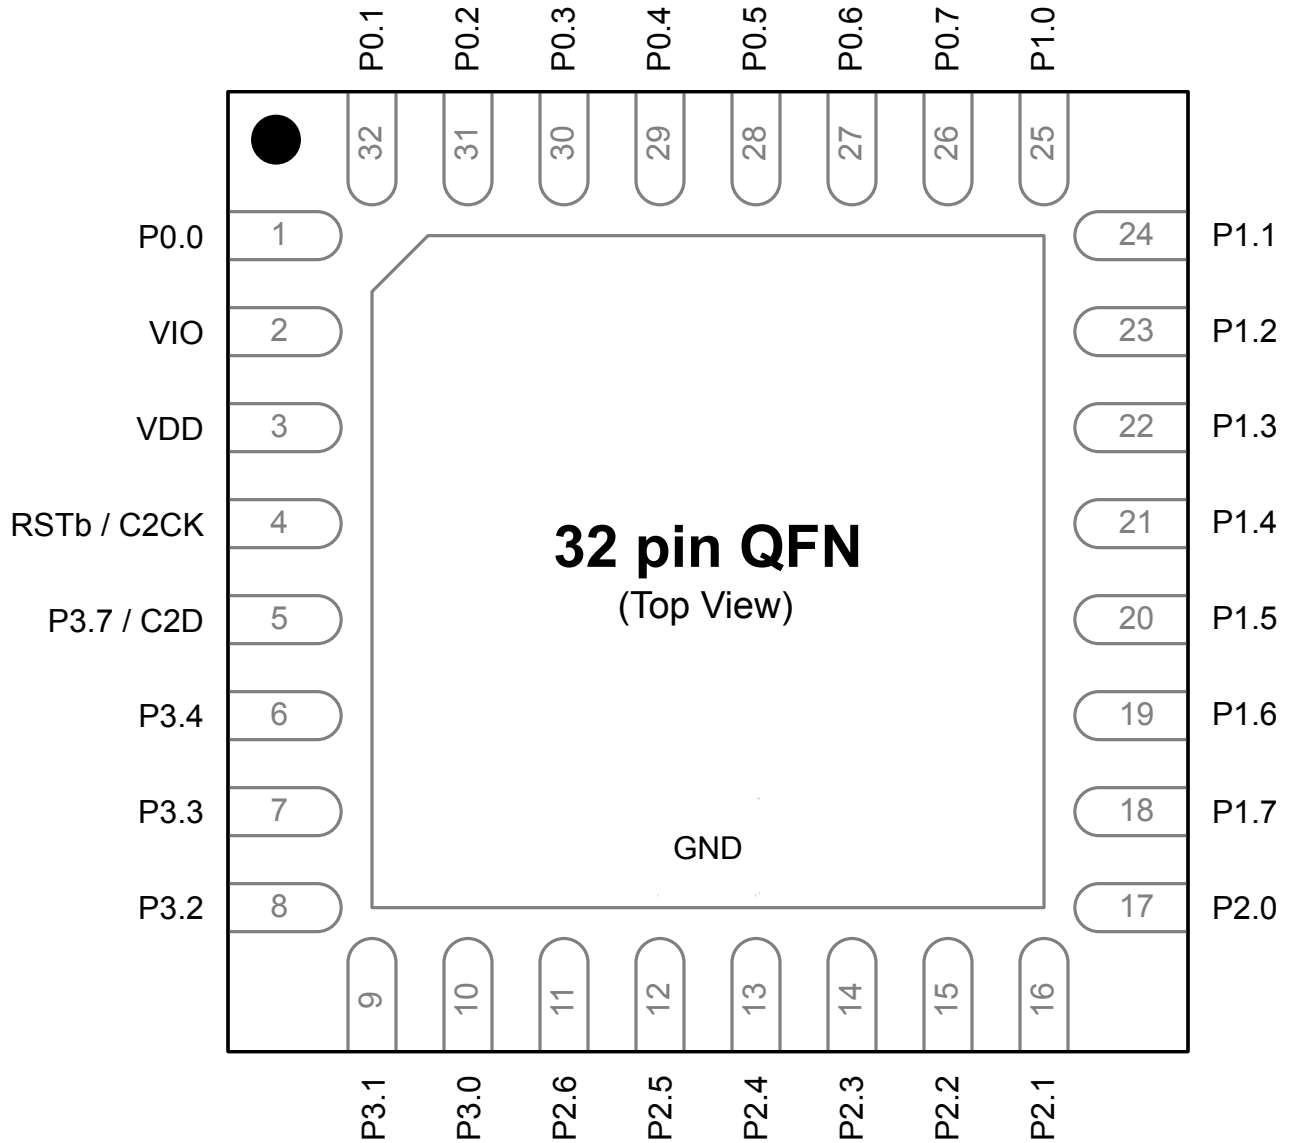 P0.1 P0.2 P0.3 P0.4 P0.5 P0.6 P0.7 P1.0
32 31 30 29 28 27 26 25
P0.0 1 24 P1.1
VIO 2 23 P1.2
VDD 3 22 P1.3
RSTb / C2CK 4 21 P1.4
32 pin QFN
(Top View)
P3.7 / C2D 5 20 P1.5
P3.4 6 19 P1.6
P3.3 7 18 P1.7
GND
P3.2 8 17 P2.0
9 10 11 12 13 14 15 16
P3.1 P3.0 P2.6 P2.5 P2.4 P2.3 P2.2 P2.1